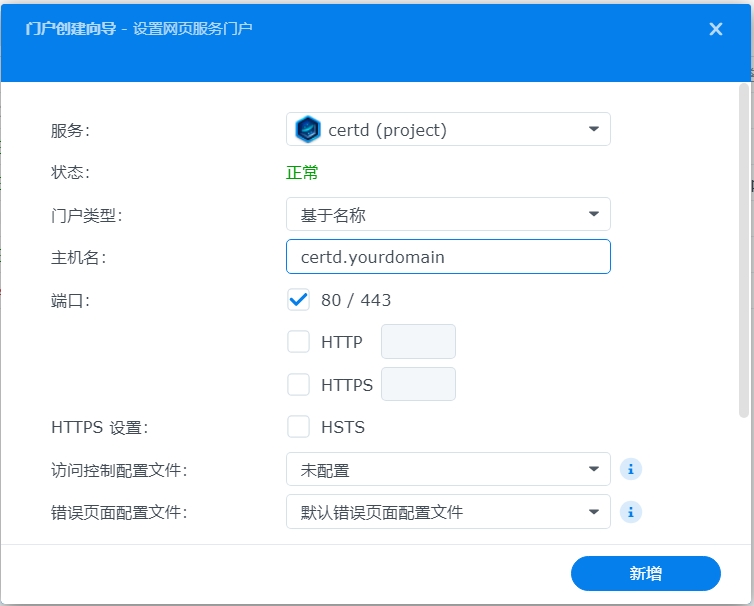 门户创建向导 - 设置网页服务门户
服务: certd (project)
状态: 正常
门户类型: 基于名称
主机名: certd.yourdomain
端口: 80 / 443
HTTP
HTTPS
HTTPS 设置: HSTS
访问控制配置文件: 未配置
错误页面配置文件: 默认错误页面配置文件
新增